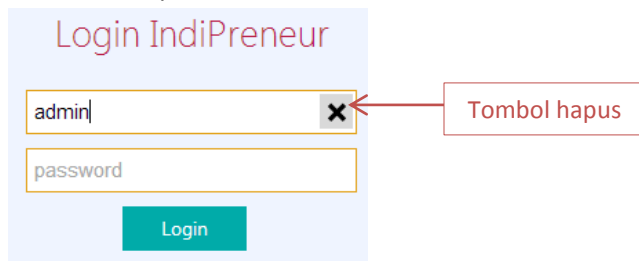 Login IndiPreneur
admin
Tombol hapus
password
Login